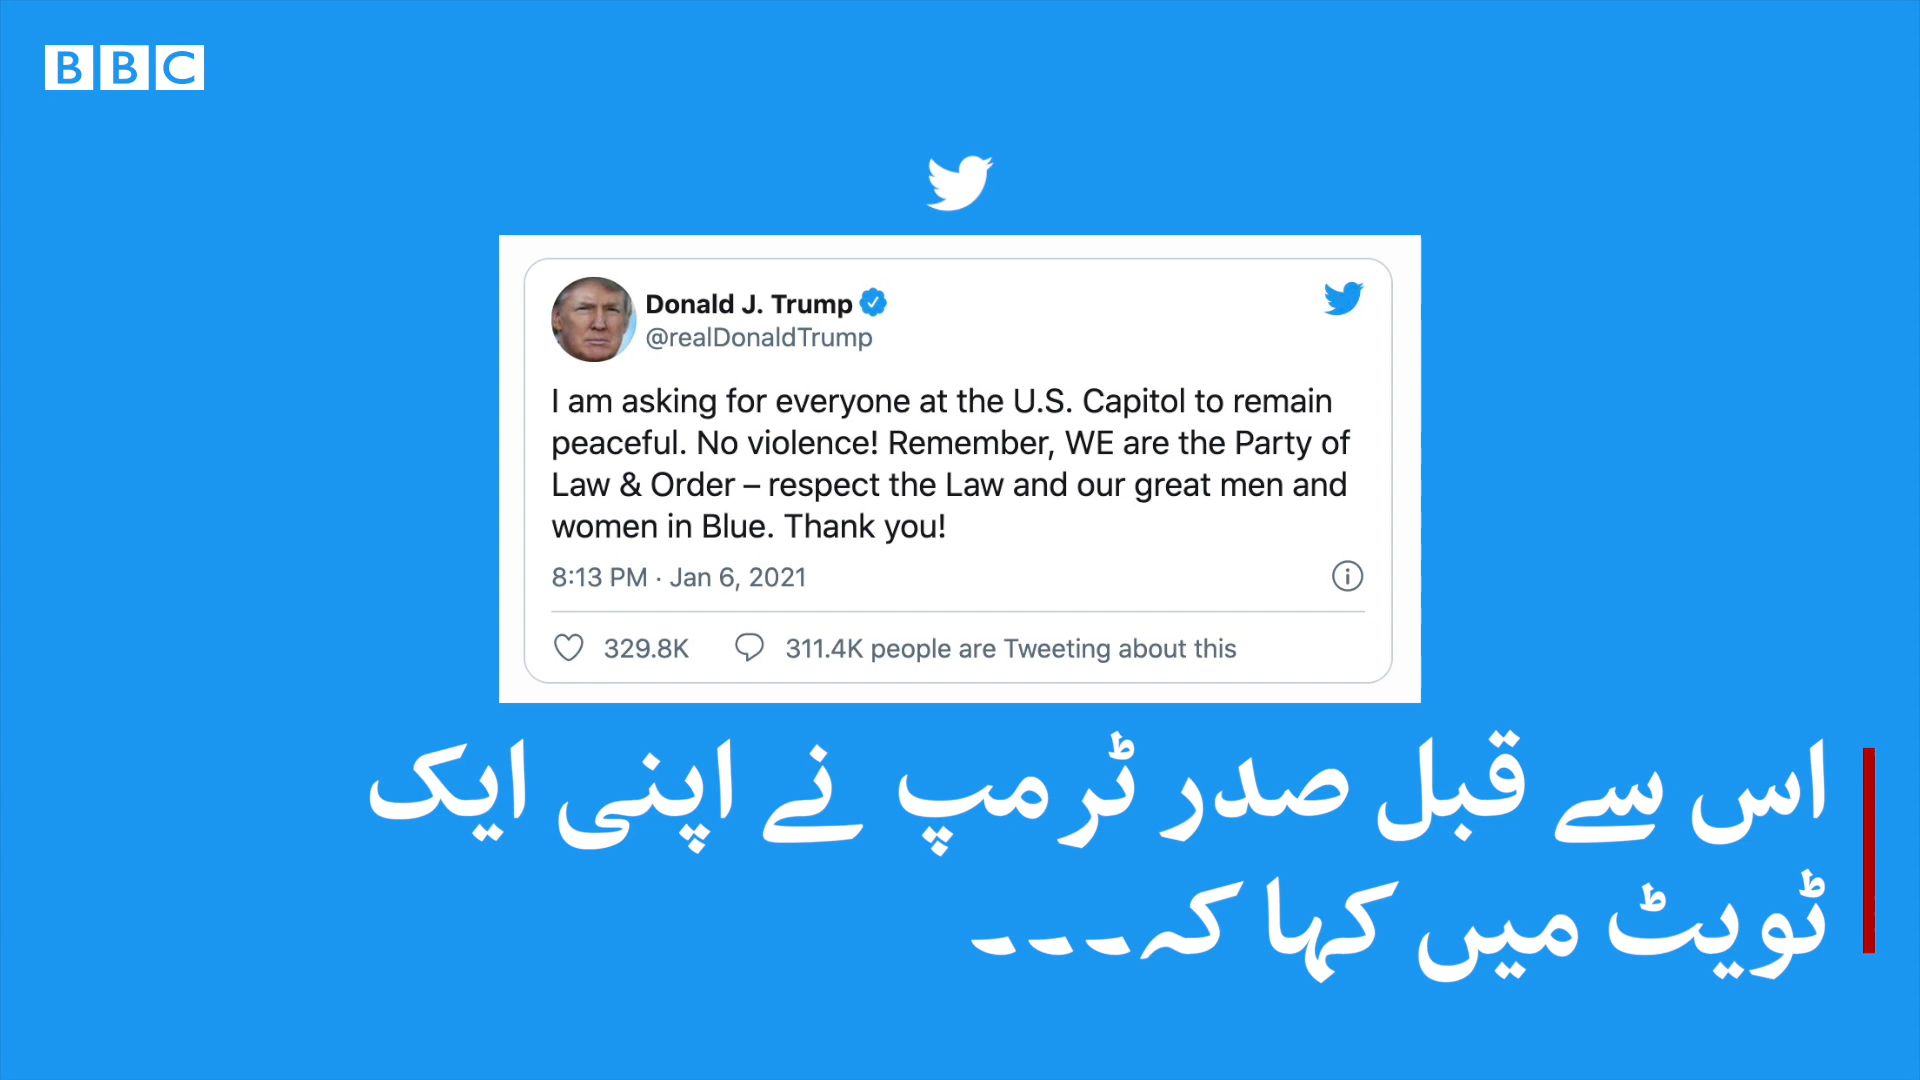 BBC
Donald J. Trump
@realDonaldTrump
I am asking for everyone at the U.S. Capitol to remain
peaceful. No violence! Remember, WE are the Party of
Law & Order – respect the Law and our great men and
women in Blue. Thank you!
8:13 PM · Jan 6, 2021
329.8K 311.4K people are Tweeting about this
اس سے قبل صدر ٹرمپ نے اپنی ایک
ٹویٹ میں کہا کہ۔۔۔